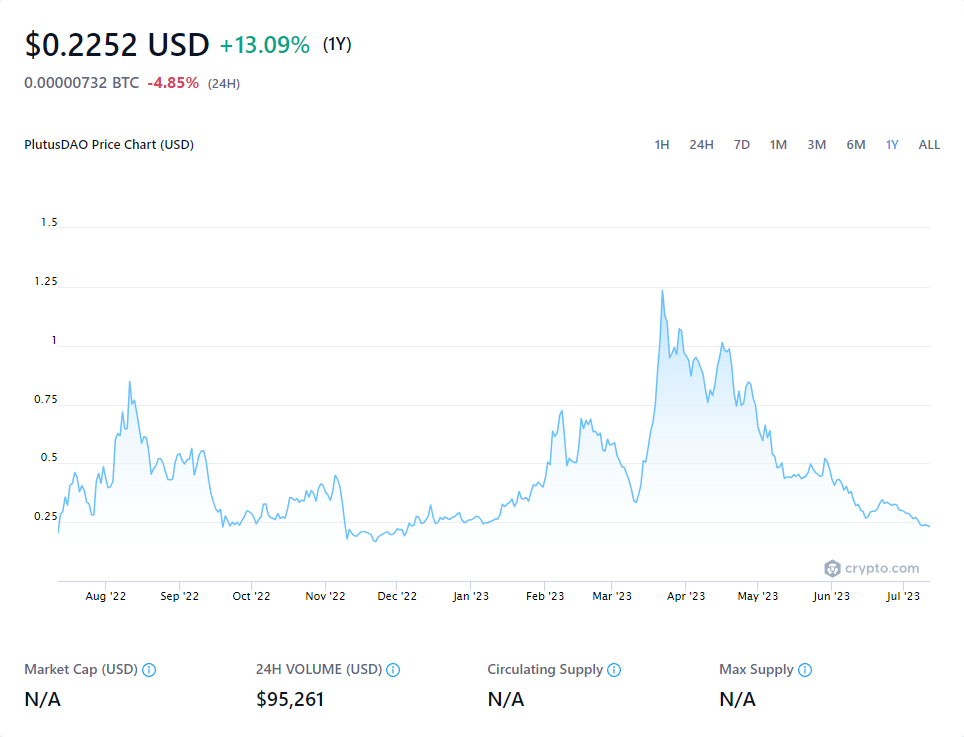 $0.2252 USD +13.09% (1Y)
0.00000732 BTC -4.85% (24H)
PlutusDAO Price Chart (USD)
1H 24H 7D 1M 3M 6M 1Y ALL
1.5
1.25
1
0.75
0.5
0.25
crypto.com
Aug '22 Sep '22 Oct '22 Nov '22 Dec '22 Jan '23 Feb '23 Mar '23 Apr '23 May '23 Jun '23 Jul '23
Market Cap (USD) 24H VOLUME (USD) Circulating Supply Max Supply
N/A $95,261 N/A N/A